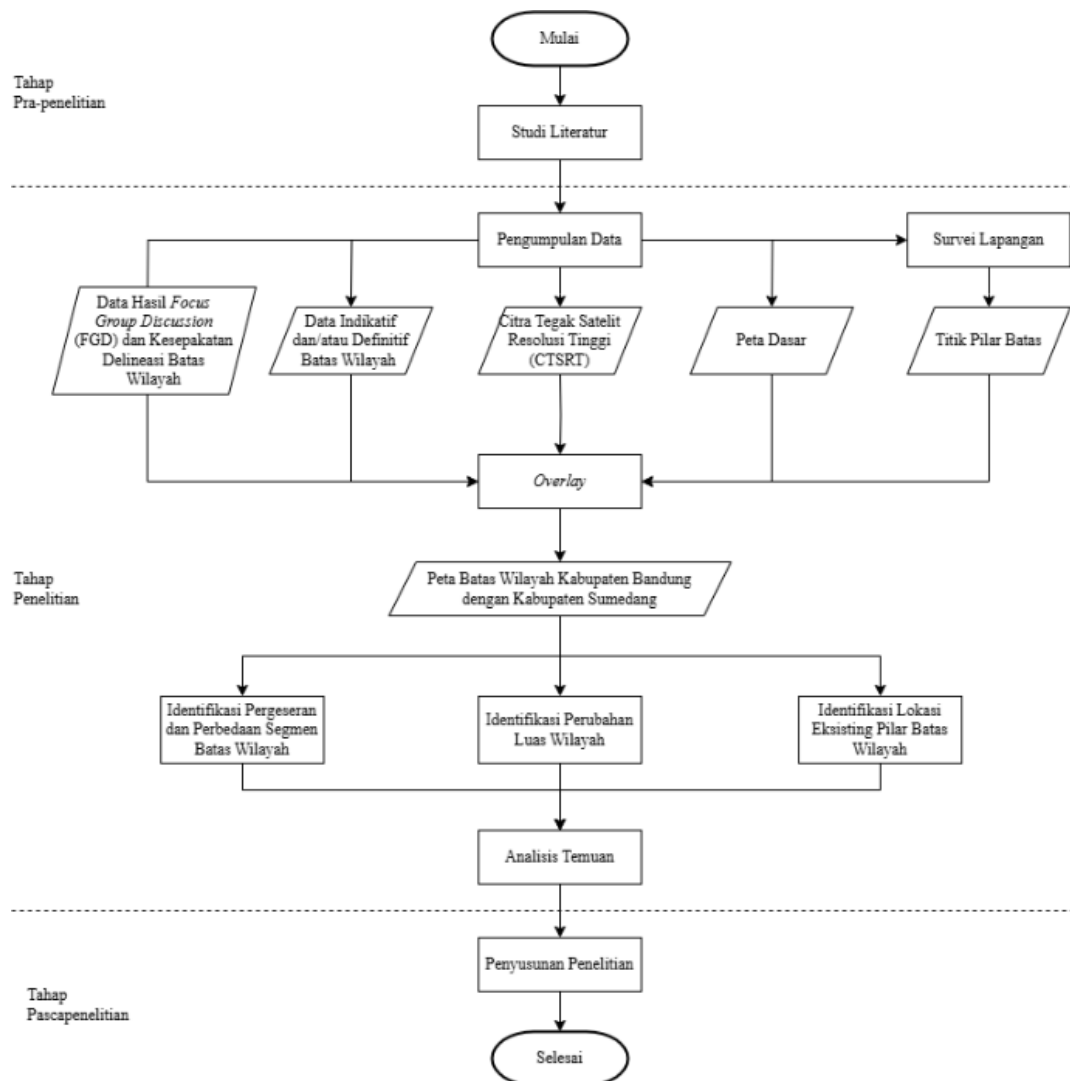 Mulai
Tahap
Pra-penelitian
Studi Literatur
Pengumpulan Data
Survei Lapangan
Data Hasil Focus
Group Discussion
(FGD) dan Kesepakatan
Delineasi Batas
Wilayah
Data Indikatif
dan/atau Definitif
Batas Wilayah
Citra Tegak Satelit
Resolusi Tinggi
(CTSRT)
Peta Dasar
Titik Pilar Batas
Overlay
Tahap
Penelitian
Peta Batas Wilayah Kabupaten Bandung
dengan Kabupaten Sumedang
Identifikasi Pergeseran
dan Perbedaan Segmen
Batas Wilayah
Identifikasi Perubahan
Luas Wilayah
Identifikasi Lokasi
Eksisting Pilar Batas
Wilayah
Analisis Temuan
Penyusunan Penelitian
Tahap
Pascapenelitian
Selesai